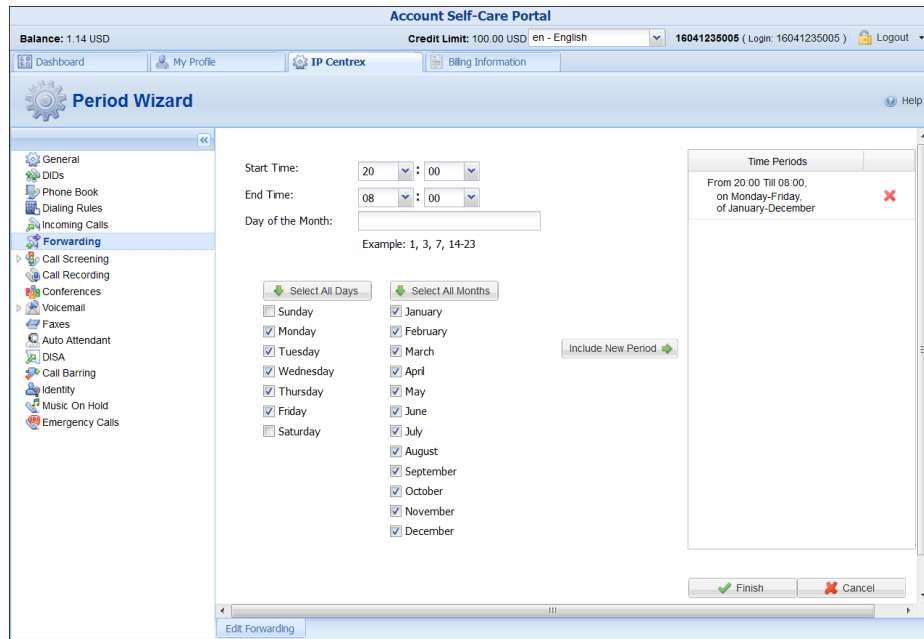 Account Self-Care Portal
Balance: 1.14 USD
Credit Limit: 100.00 USD
en - English
16041235005 ( Login: 16041235005 )
Logout
Dashboard
My Profile
IP Centrex
Billing Information
Period Wizard
Help
General
DIDs
Phone Book
Dialing Rules
Incoming Calls
Forwarding
Call Screening
Call Recording
Conferences
Voicemail
Faxes
Auto Attendant
DISA
Call Barring
Identity
Music On Hold
Emergency Calls
Start Time: 20 : 00
End Time: 08 : 00
Day of the Month:
Example: 1, 3, 7, 14-23
Select All Days
Sunday
Monday
Tuesday
Wednesday
Thursday
Friday
Saturday
Select All Months
January
February
March
April
May
June
July
August
September
October
November
December
Include New Period
Time Periods
From 20:00 Till 08:00,
on Monday-Friday,
of January-December
Finish
Cancel
Edit Forwarding